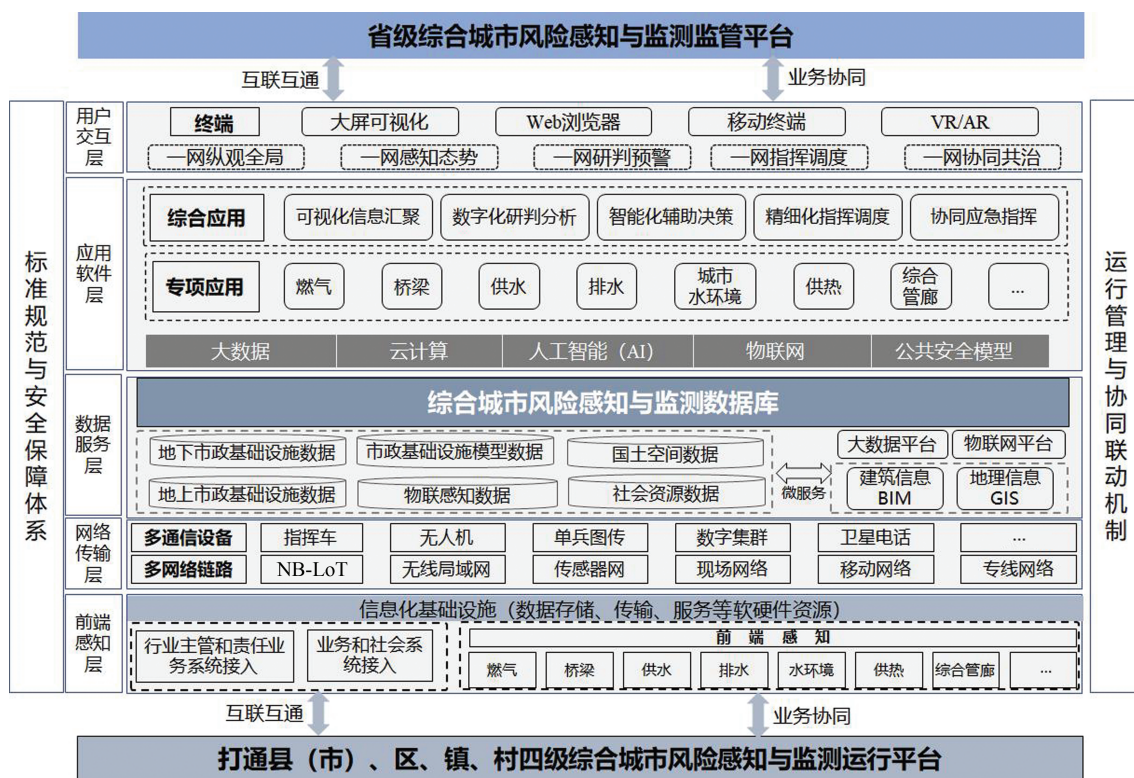 省级综合城市风险感知与监测监管平台
互联互通
业务协同
标准规范与安全保障体系
运行管理与协同联动机制
用户
交互
层
终端
大屏可视化
Web浏览器
移动终端
VR/AR
一网纵观全局
一网感知态势
一网研判预警
一网指挥调度
一网协同共治
应用
软件
层
综合应用
可视化信息汇聚
数字化研判分析
智能化辅助决策
精细化指挥调度
协同应急指挥
专项应用
燃气
桥梁
供水
排水
城市
水环境
供热
综合
管廊
...
大数据
云计算
人工智能（AI）
物联网
公共安全模型
数据
服务
层
综合城市风险感知与监测数据库
地下市政基础设施数据
市政基础设施模型数据
国土空间数据
地上市政基础设施数据
物联感知数据
社会资源数据
微服务
大数据平台
物联网平台
建筑信息
BIM
地理信息
GIS
网络
传输
层
多通信设备
指挥车
无人机
单兵图传
数字集群
卫星电话
...
多网络链路
NB-LoT
无线局域网
传感器网
现场网络
移动网络
专线网络
前端
感知
层
信息化基础设施（数据存储、传输、服务等软硬件资源）
行业主管和责任业
务系统接入
业务和社会系
统接入
前端感知
燃气
桥梁
供水
排水
水环境
供热
综合管廊
...
互联互通
业务协同
打通县（市）、区、镇、村四级综合城市风险感知与监测运行平台